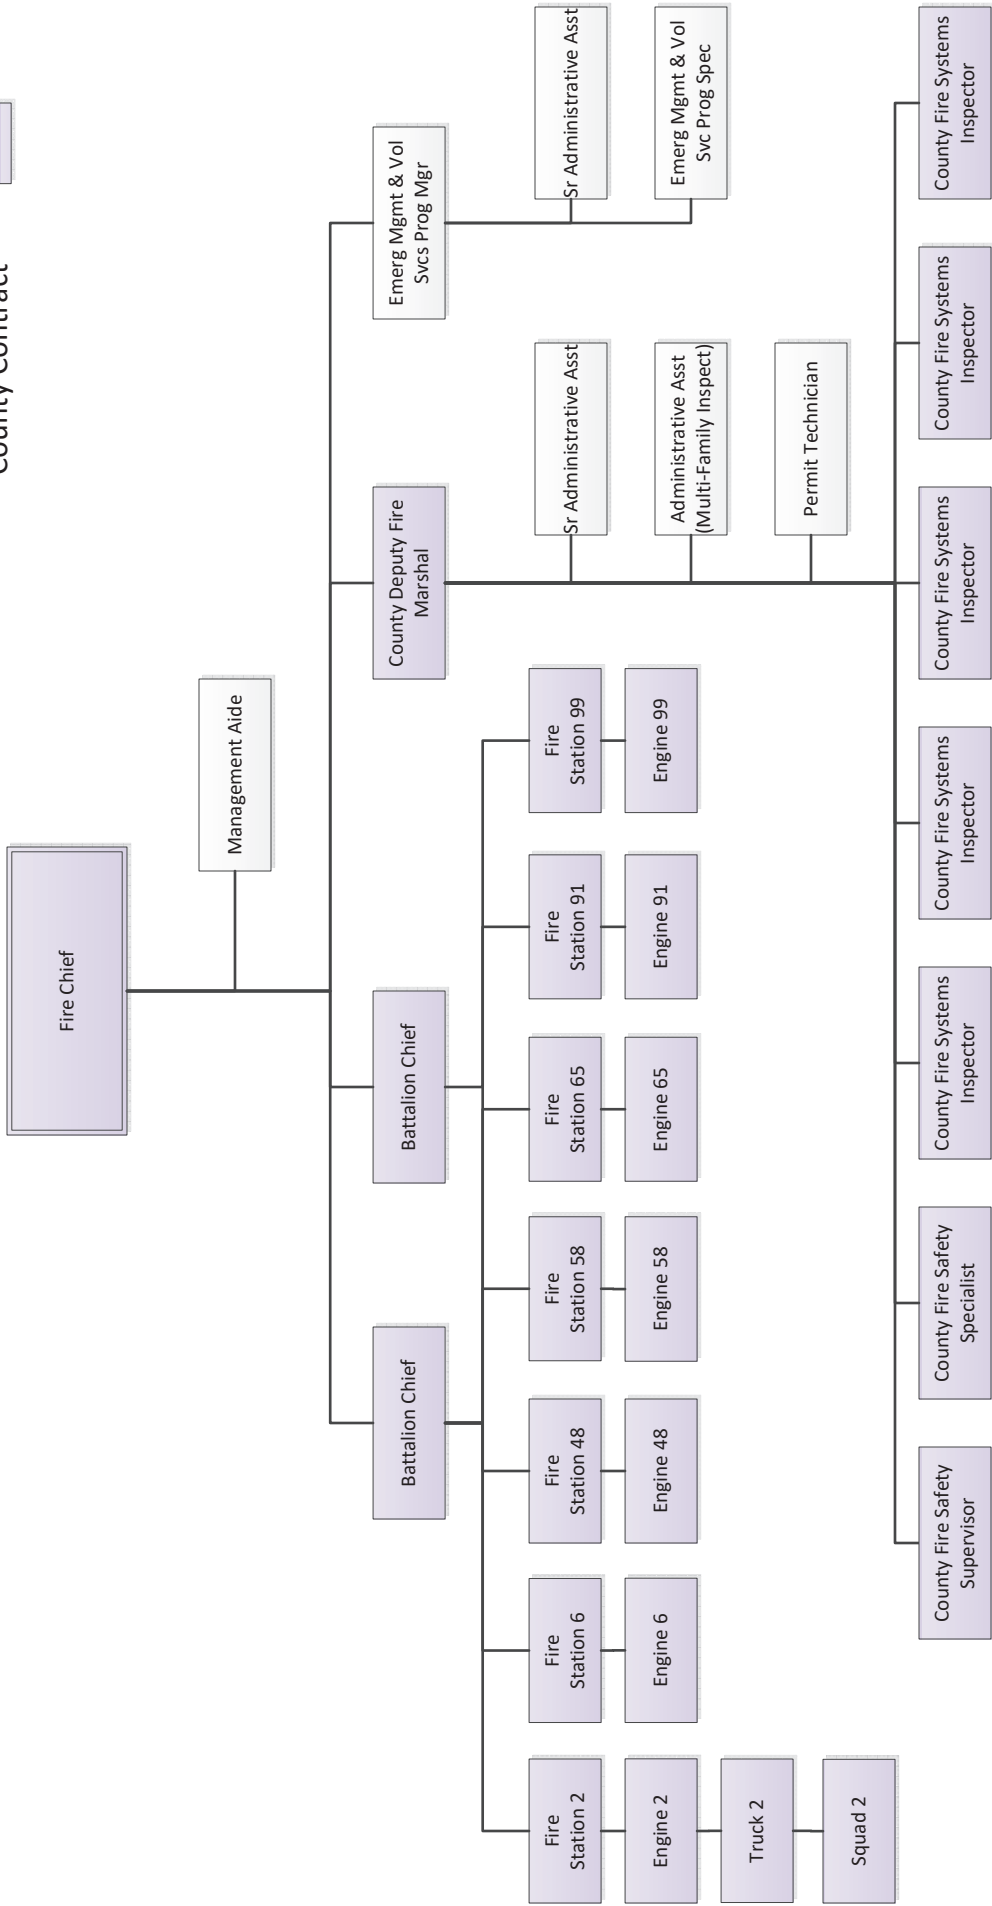 County Contract
Fire Chief
Management Aide
Battalion Chief
Battalion Chief
County Deputy Fire
Marshal
Emerg Mgmt & Vol
Svcs Prog Mgr
Fire
Station 2
Engine 2
Truck 2
Squad 2
Fire
Station 6
Engine 6
Fire
Station 48
Engine 48
Fire
Station 58
Engine 58
Fire
Station 65
Engine 65
Fire
Station 91
Engine 91
Fire
Station 99
Engine 99
Sr Administrative Asst
Administrative Asst
(Multi-Family Inspect)
Permit Technician
Sr Administrative Asst
Emerg Mgmt & Vol
Svc Prog Spec
County Fire Safety
Supervisor
County Fire Safety
Specialist
County Fire Systems
Inspector
County Fire Systems
Inspector
County Fire Systems
Inspector
County Fire Systems
Inspector
County Fire Systems
Inspector